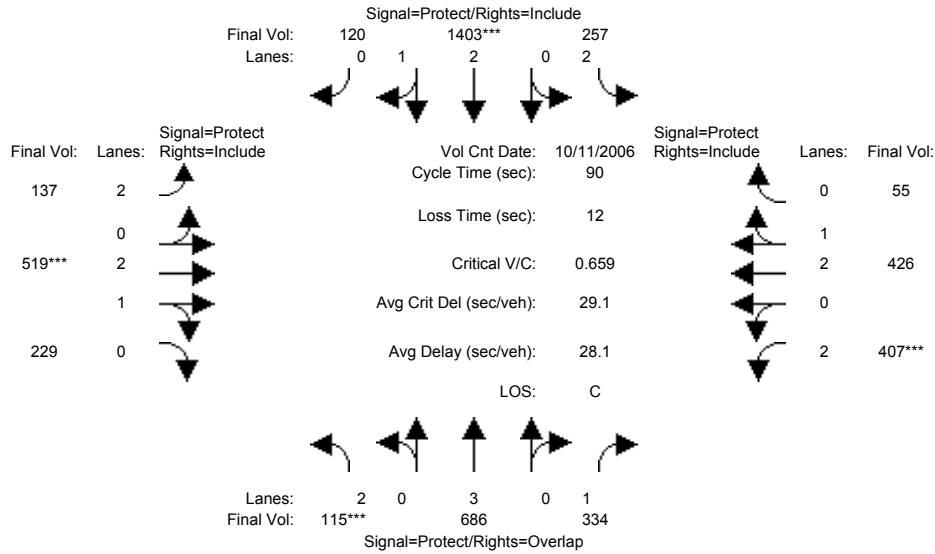 Signal=Protect/Rights=Include
Final Vol: 120 1403*** 257
Lanes: 0 1 2 0 2
Signal=Protect Signal=Protect
Final Vol: Lanes: Rights=Include Vol Cnt Date: 10/11/2006 Rights=Include Lanes: Final Vol:
Cycle Time (sec): 90
137 2 0 55
Loss Time (sec): 12
0 1
519*** 2 Critical V/C: 0.659 2 426
1 Avg Crit Del (sec/veh): 29.1 0
229 0 Avg Delay (sec/veh): 28.1 2 407***
LOS: C
Lanes: 2 0 3 0 1
Final Vol: 115*** 686 334
Signal=Protect/Rights=Overlap